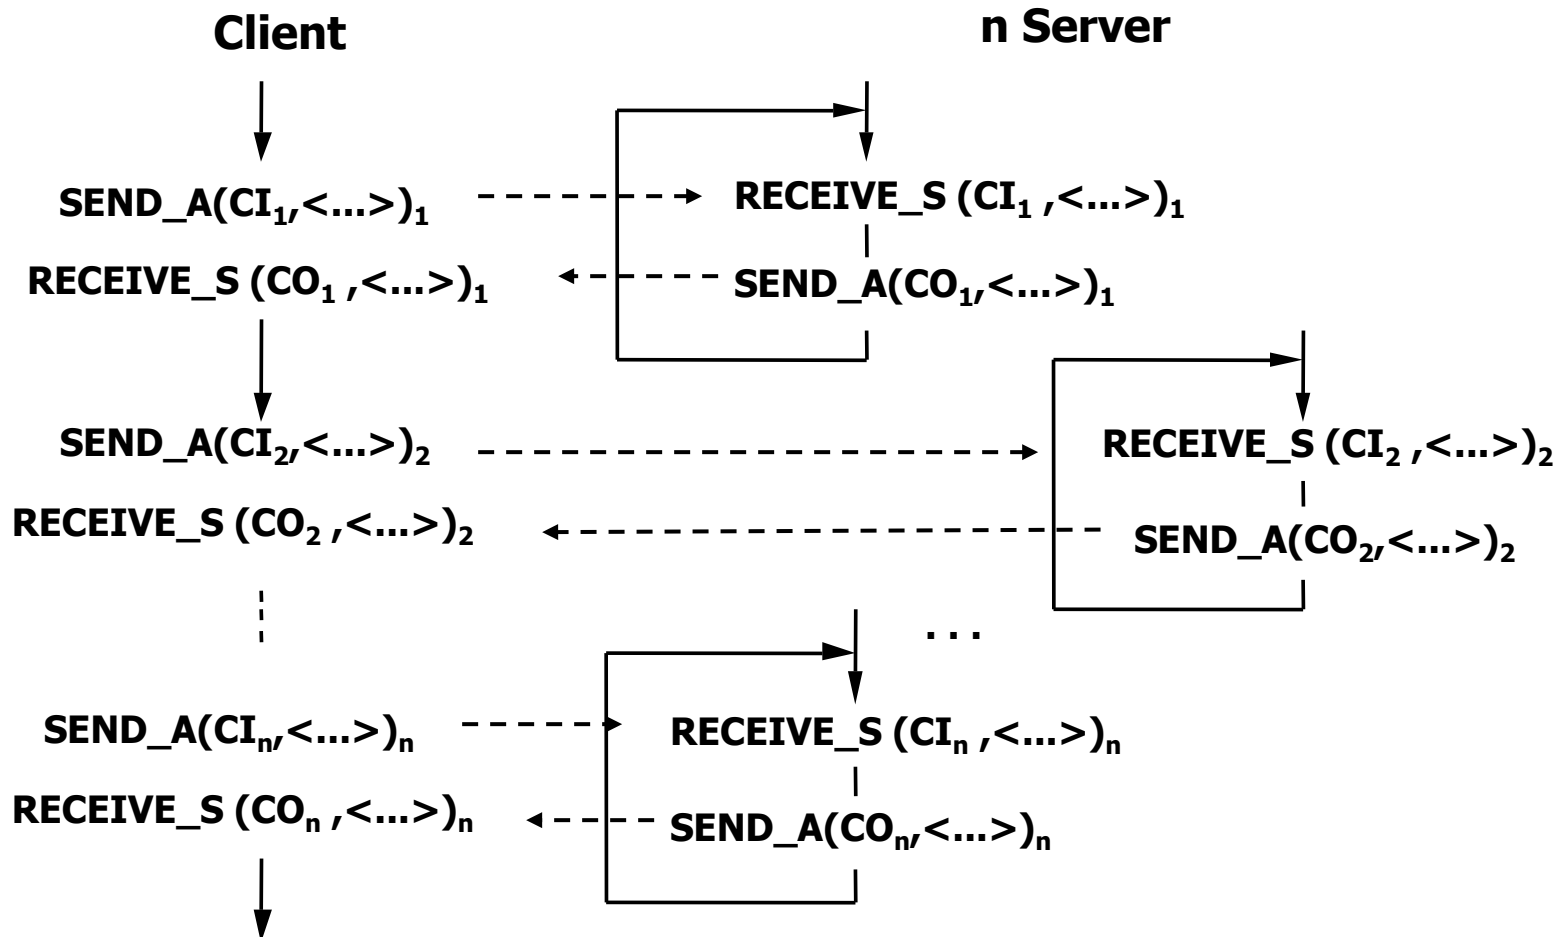 Client
n Server
SEND_A(CI₁,<...>)₁
RECEIVE_S (CI₁ ,<...>)₁
RECEIVE_S (CO₁ ,<...>)₁
SEND_A(CO₁,<...>)₁
SEND_A(CI₂,<...>)₂
RECEIVE_S (CI₂ ,<...>)₂
RECEIVE_S (CO₂ ,<...>)₂
SEND_A(CO₂,<...>)₂
. . .
SEND_A(CIₙ,<...>)ₙ
RECEIVE_S (CIₙ ,<...>)ₙ
RECEIVE_S (COₙ ,<...>)ₙ
SEND_A(COₙ,<...>)ₙ